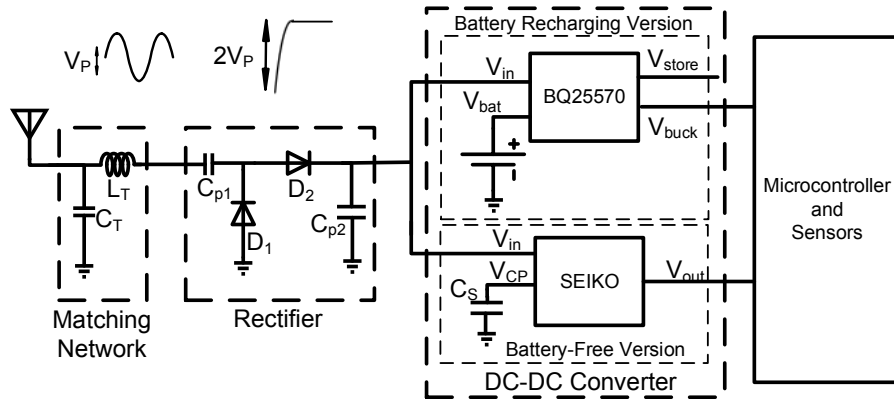 Battery Recharging Version
V_P
2V_P
V_in
V_store
BQ25570
V_bat
V_buck
+
-
L_T
C_T
C_p1
D_2
D_1
C_p2
Microcontroller
and
Sensors
V_in
V_CP
SEIKO
V_out
C_S
Matching
Network
Rectifier
Battery-Free Version
DC-DC Converter